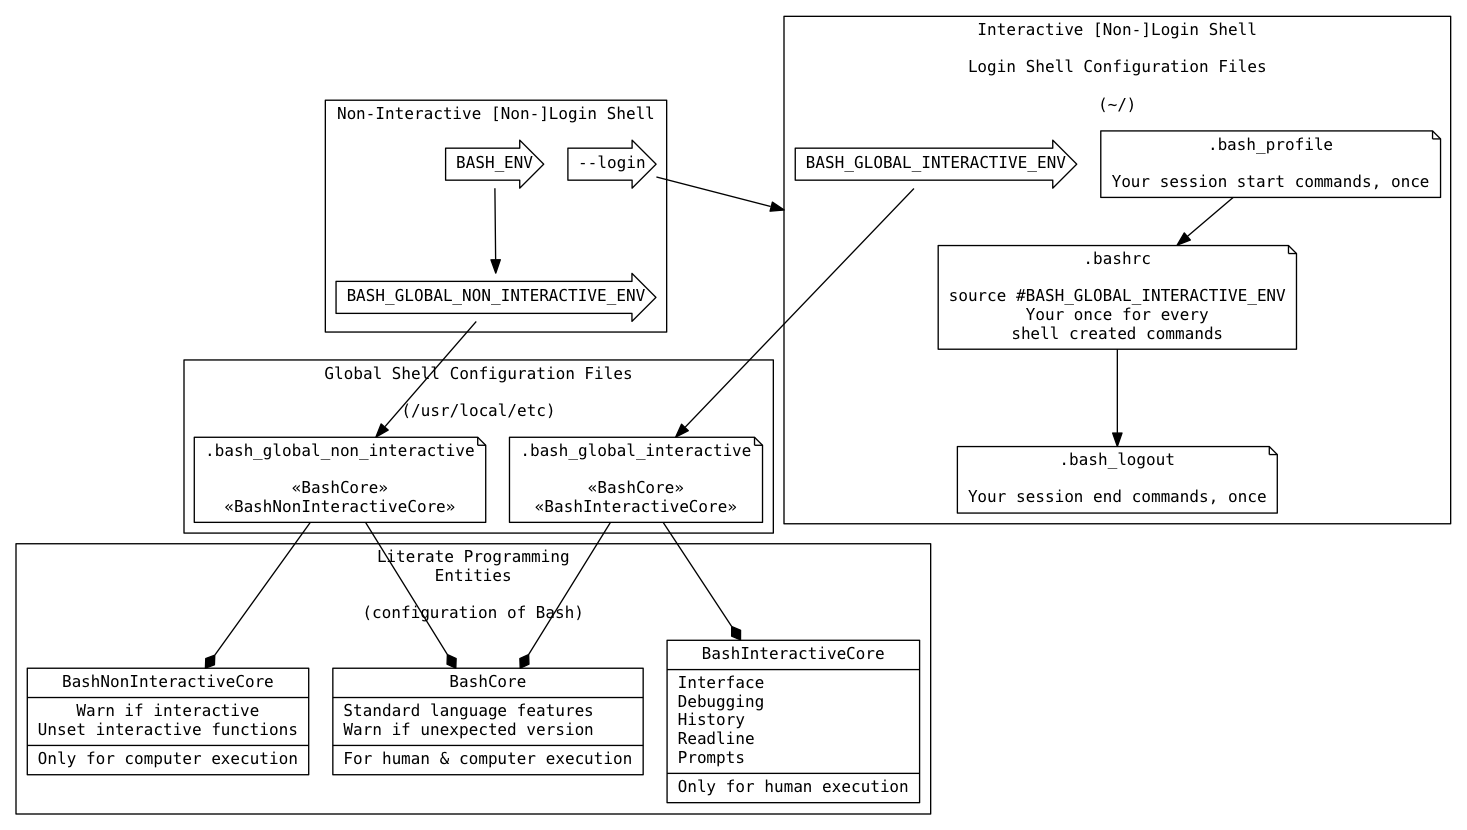 Interactive [Non-]Login Shell
Login Shell Configuration Files
(~/)
Non-Interactive [Non-]Login Shell
BASH_ENV
--login
BASH_GLOBAL_INTERACTIVE_ENV
.bash_profile
Your session start commands, once
.bashrc
source #BASH_GLOBAL_INTERACTIVE_ENV
Your once for every
shell created commands
BASH_GLOBAL_NON_INTERACTIVE_ENV
Global Shell Configuration Files
(/usr/local/etc)
.bash_global_non_interactive
«BashCore»
«BashNonInteractiveCore»
.bash_global_interactive
«BashCore»
«BashInteractiveCore»
.bash_logout
Your session end commands, once
Literate Programming
Entities
(configuration of Bash)
BashNonInteractiveCore
Warn if interactive
Unset interactive functions
Only for computer execution
BashCore
Standard language features
Warn if unexpected version
For human & computer execution
BashInteractiveCore
Interface
Debugging
History
Readline
Prompts
Only for human execution